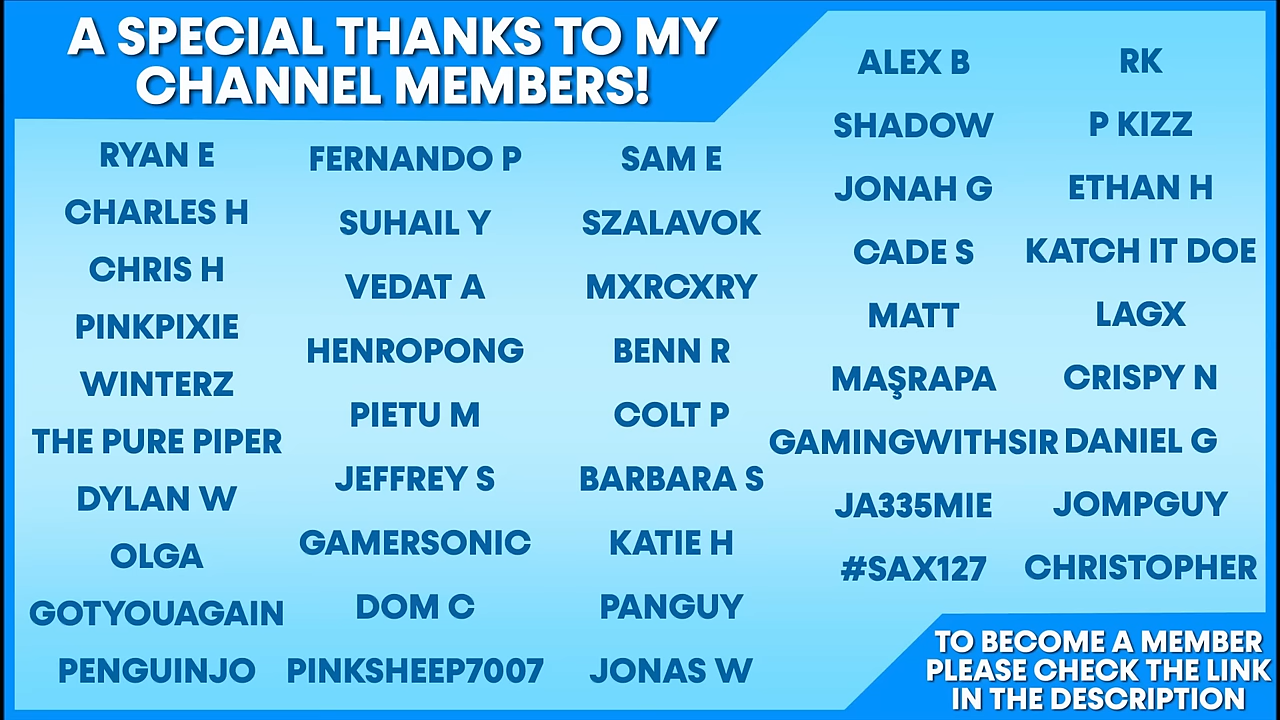 A SPECIAL THANKS TO MY
CHANNEL MEMBERS!
RYAN E
CHARLES H
CHRIS H
PINKPIXIE
WINTERZ
THE PURE PIPER
DYLAN W
OLGA
GOTYOUAGAIN
PENGUINJO
FERNANDO P
SUHAIL Y
VEDAT A
HENROPONG
PIETU M
JEFFREY S
GAMERSONIC
DOM C
PINKSHEEP7007
SAM E
SZALAVOK
MXRCXRY
BENN R
COLT P
BARBARA S
KATIE H
PANGUY
JONAS W
ALEX B
SHADOW
JONAH G
CADE S
MATT
MAŞRAPA
GAMINGWITHSIR
JA335MIE
#SAX127
RK
P KIZZ
ETHAN H
KATCH IT DOE
LAGX
CRISPY N
DANIEL G
JOMPGUY
CHRISTOPHER
TO BECOME A MEMBER
PLEASE CHECK THE LINK
IN THE DESCRIPTION